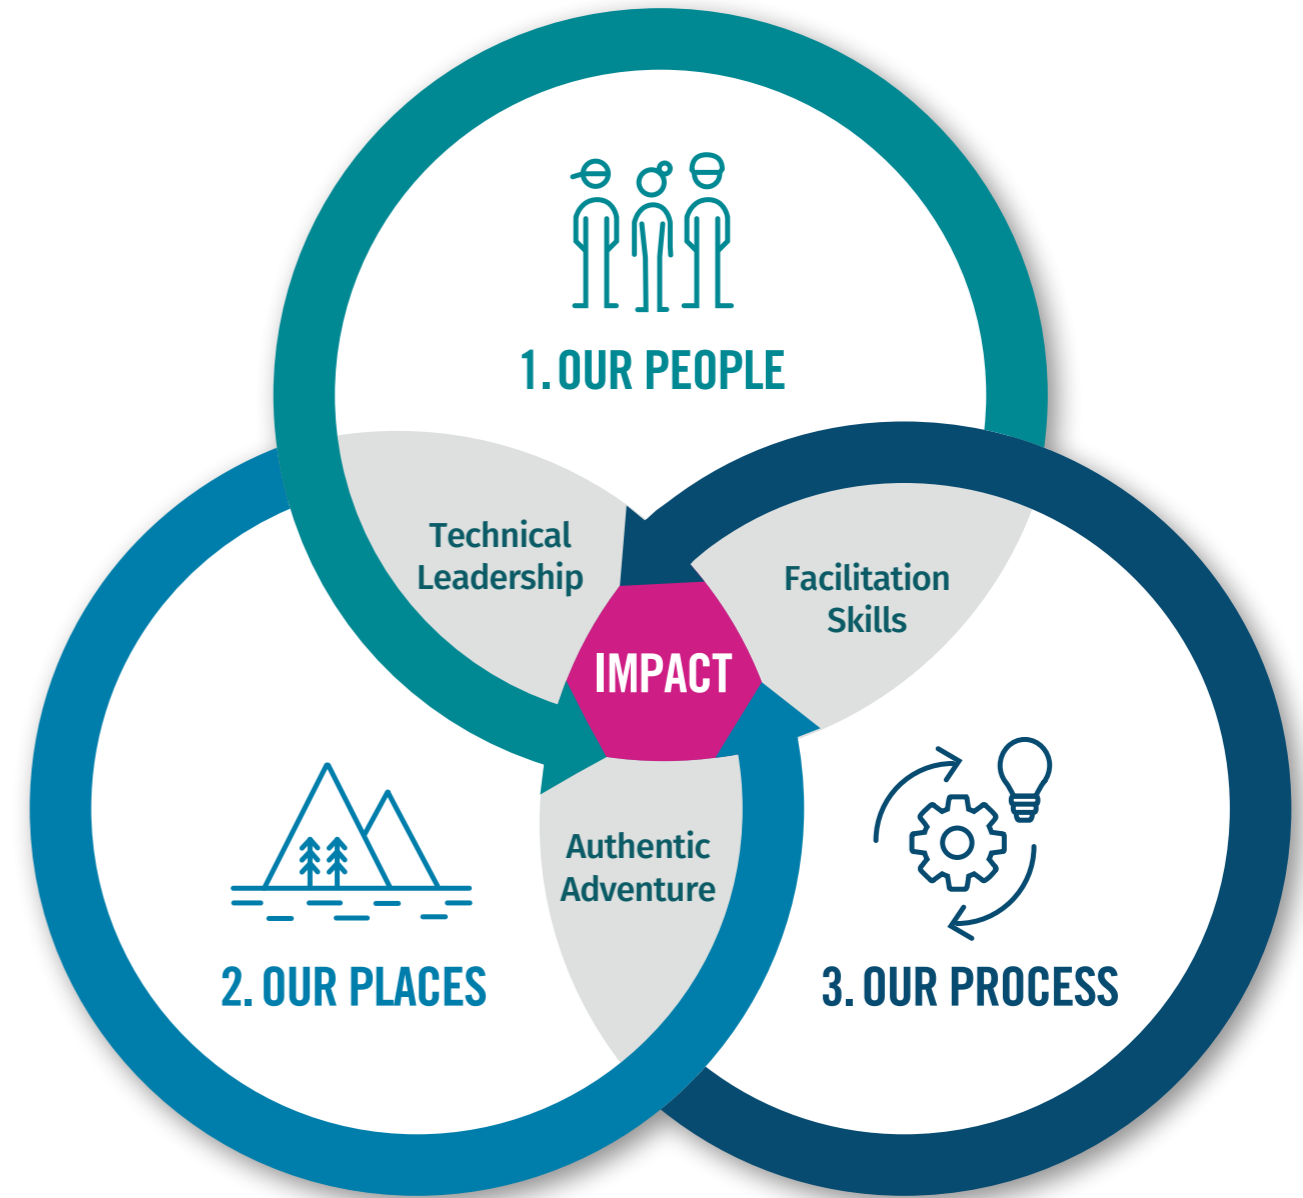 1. OUR PEOPLE
Technical
Leadership
Facilitation
Skills
IMPACT
Authentic
Adventure
2. OUR PLACES
3. OUR PROCESS